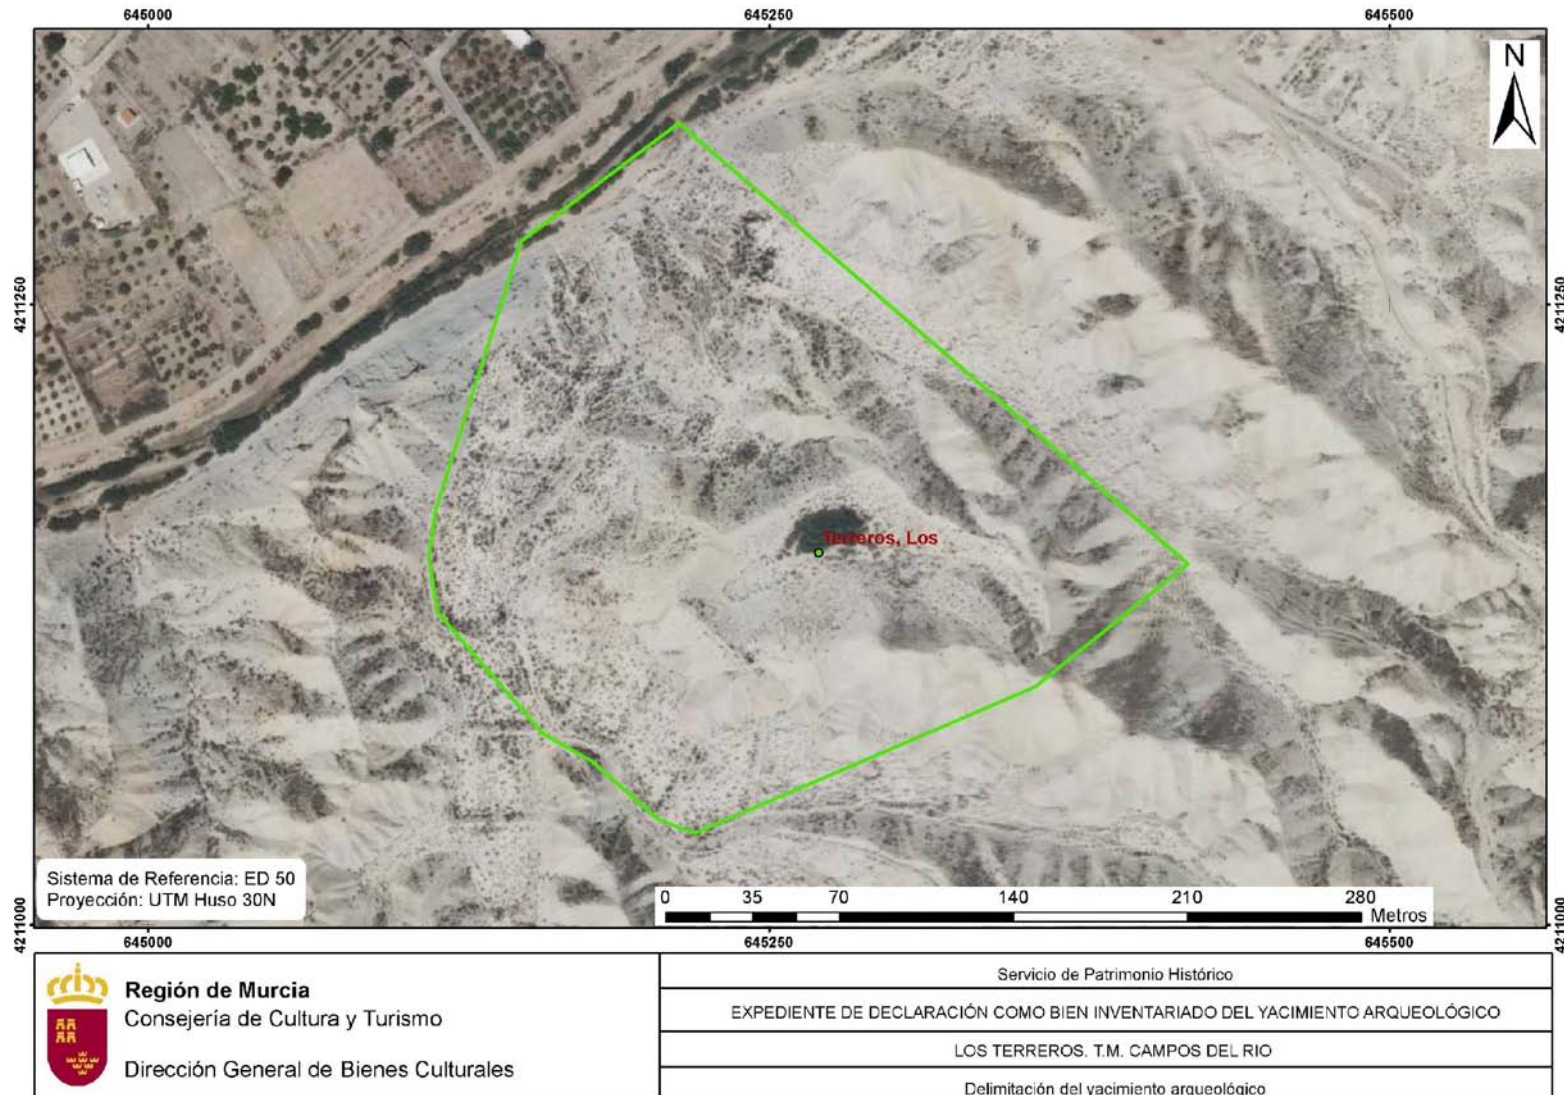 645000 645250 645500
N
4211250 4211250
Terreros, Los
Sistema de Referencia: ED 50
Proyección: UTM Huso 30N
0 35 70 140 210 280
Metros
4211000 4211000
645000 645250 645500
Región de Murcia
Consejería de Cultura y Turismo
Dirección General de Bienes Culturales
Servicio de Patrimonio Histórico
EXPEDIENTE DE DECLARACIÓN COMO BIEN INVENTARIADO DEL YACIMIENTO ARQUEOLÓGICO
LOS TERREROS. T.M. CAMPOS DEL RIO
Delimitación del yacimiento arqueológico